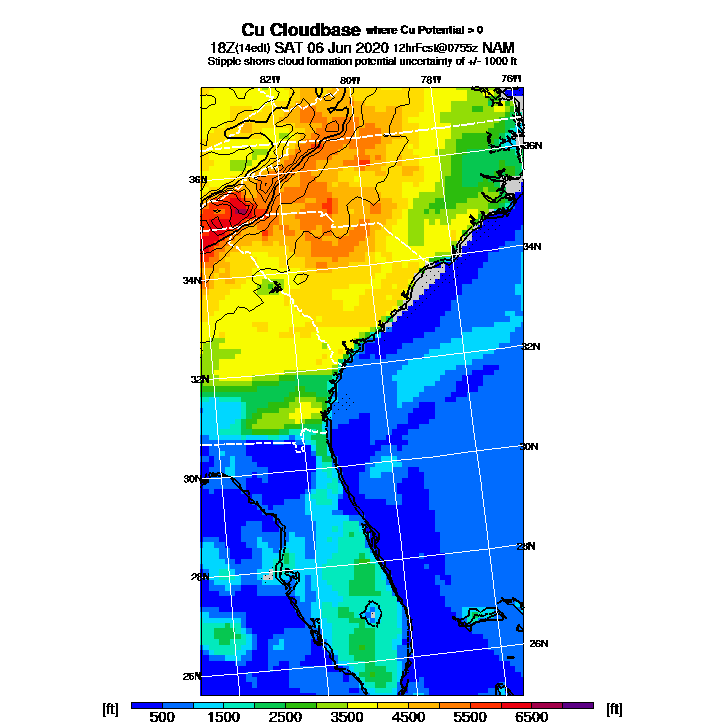 Cu Cloudbase where Cu Potential > 0
18Z(14edt) SAT 06 Jun 2020 12hrFcst@0755z NAM
Stipple shows cloud formation potential uncertainty of +/- 1000 ft
82W 80W 78W 76W
36N
36N
34N
34N
32N
32N
30N
30N
28N
28N
26N
26N
[ft] 500 1500 2500 3500 4500 5500 6500 [ft]